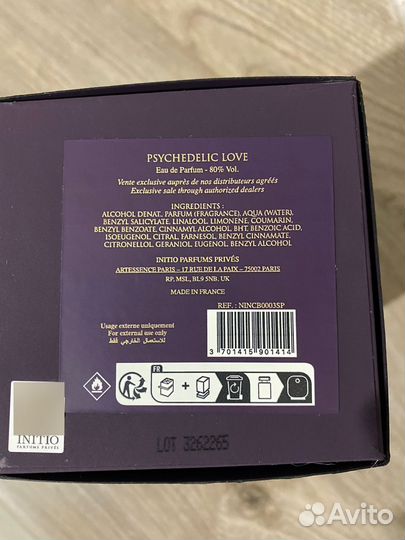 PSYCHEDELIC LOVE
Eau de Parfum - 80% Vol.
Vente exclusive auprès de nos distributeurs agréés
Exclusive sale through authorized dealers
INGREDIENTS :
ALCOHOL DENAT., PARFUM (FRAGRANCE), AQUA (WATER),
BENZYL SALICYLATE, LINALOOL, LIMONENE, COUMARIN,
BENZYL BENZOATE, CINNAMYL ALCOHOL, BHT, BENZOIC ACID,
ISOEUGENOL, CITRAL, FARNESOL, BENZYL CINNAMATE,
CITRONELLOL, GERANIOL, EUGENOL, BENZYL ALCOHOL
INITIO PARFUMS PRIVÉS
ARTESSENCE PARIS – 17 RUE DE LA PAIX – 75002 PARIS
RP, MSL, BL9 5NB, UK
MADE IN FRANCE
REF. : NINCB0003SP
Usage externe uniquement
For external use only
للاستعمال الخارجي فقط
3 701415 901414
FR
+
INITIO
PARFUMS PRIVÉS
LOT 3262265
Avito